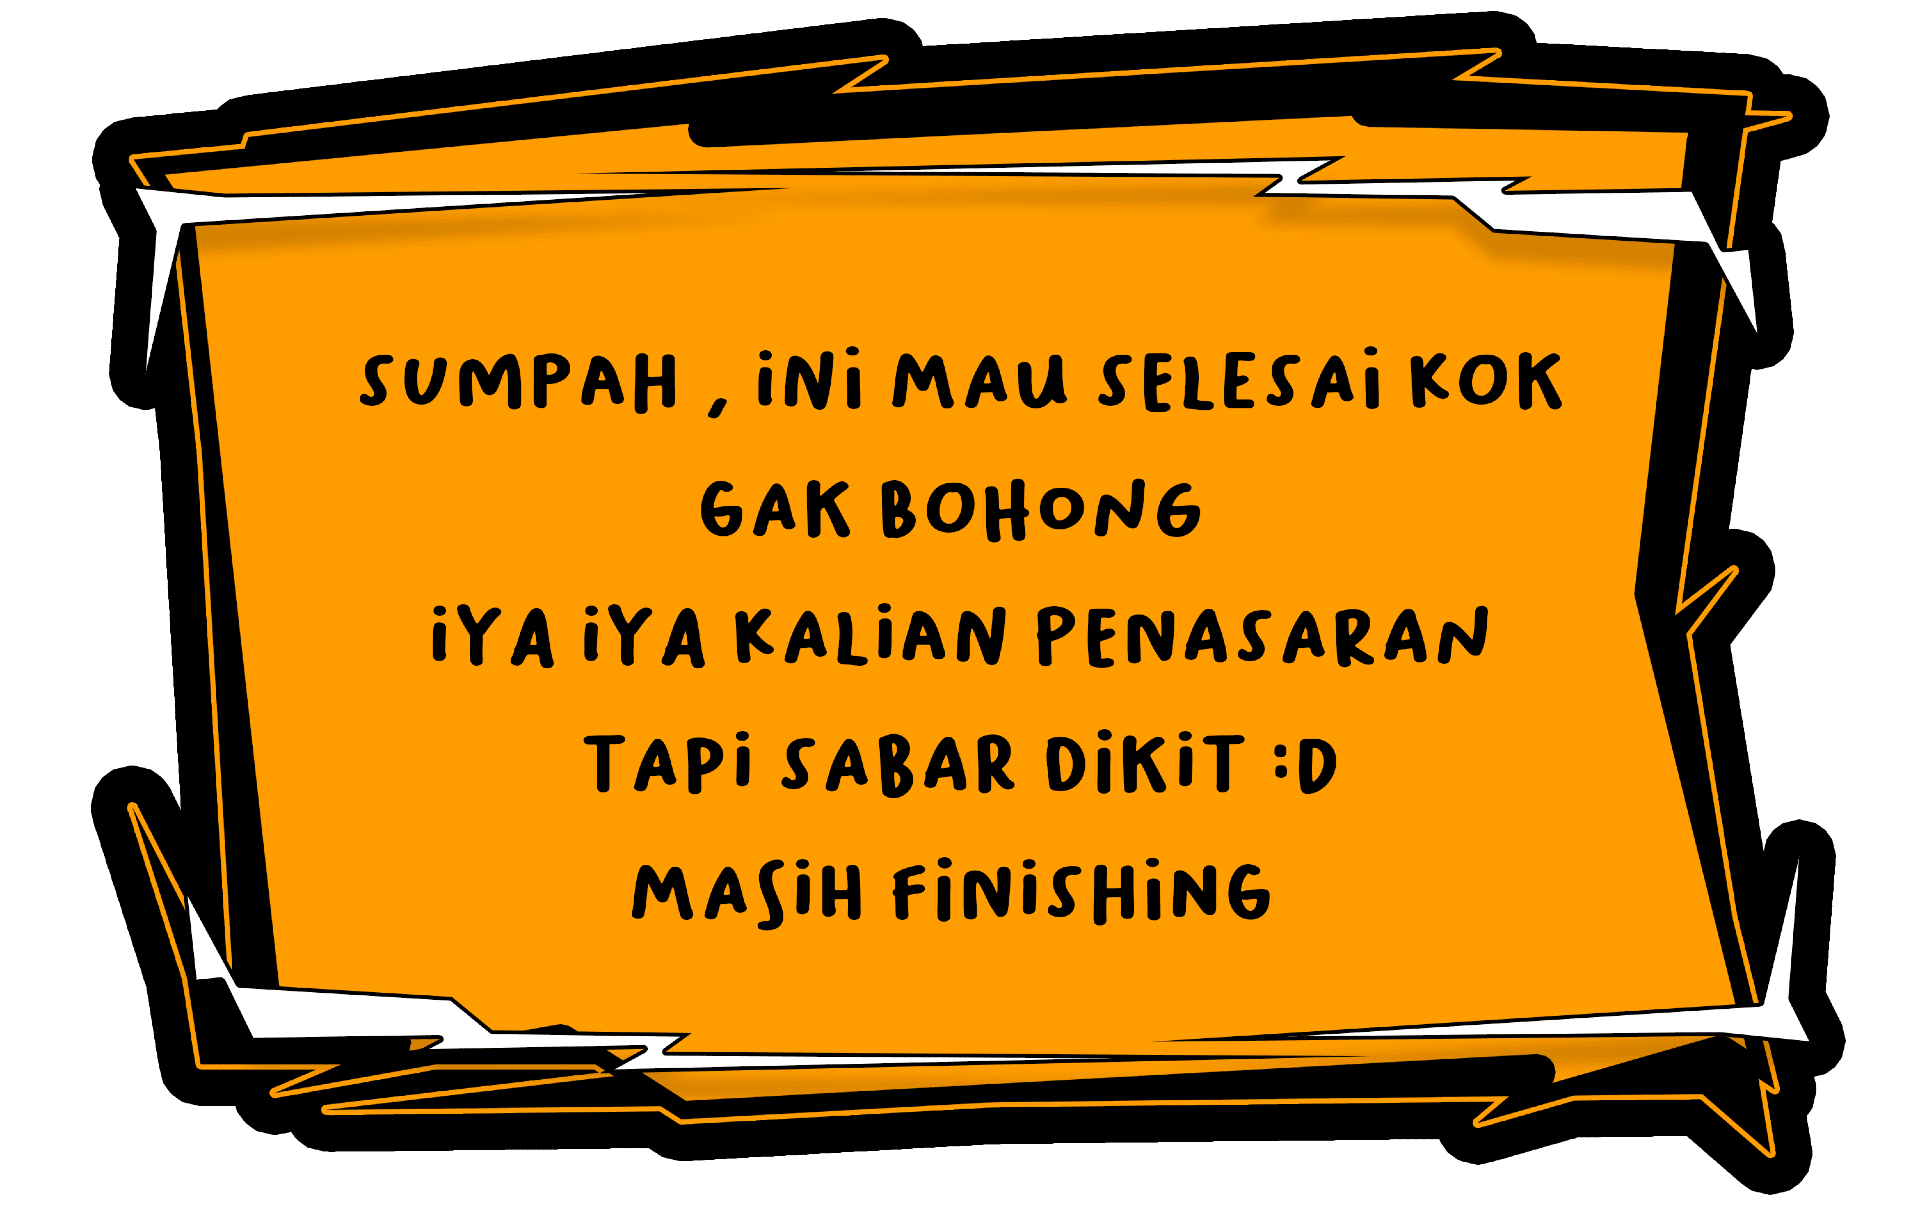 SUMPAH , iNi MAU SELESAi KOK
GAK BOHONG
iYA iYA KALiAN PENASARAN
TAPi SABAR DiKiT :D
MASiH FiNiSHiNG